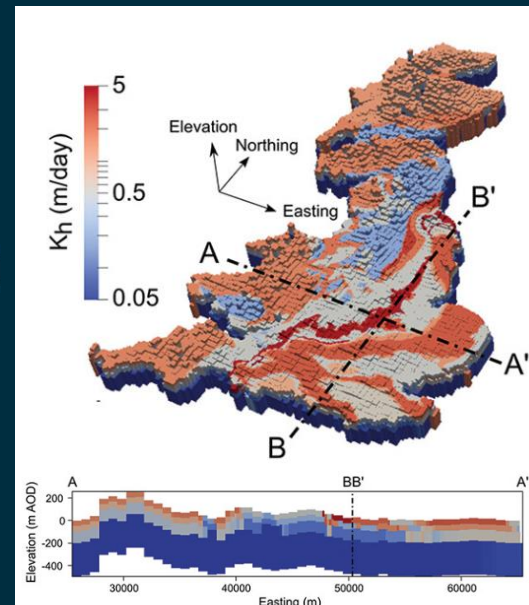 5
0.5
0.05
K_h (m/day)
Elevation
Northing
Easting
A
B'
A'
B
A
BB'
A'
Elevation (m AOD)
200
0
-200
-400
30000
40000
50000
60000
Easting (m)